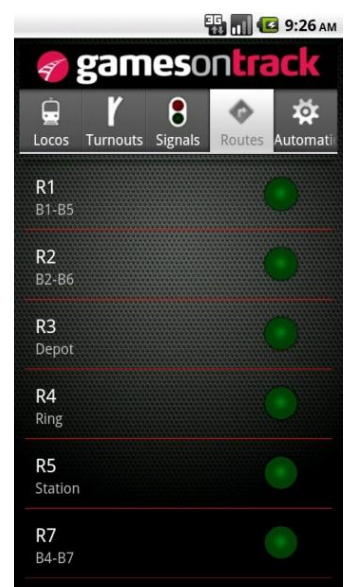 3G 9:26 AM
gamesontrack
Locos Turnouts Signals Routes Automati
R1
B1-B5
R2
B2-B6
R3
Depot
R4
Ring
R5
Station
R7
B4-B7